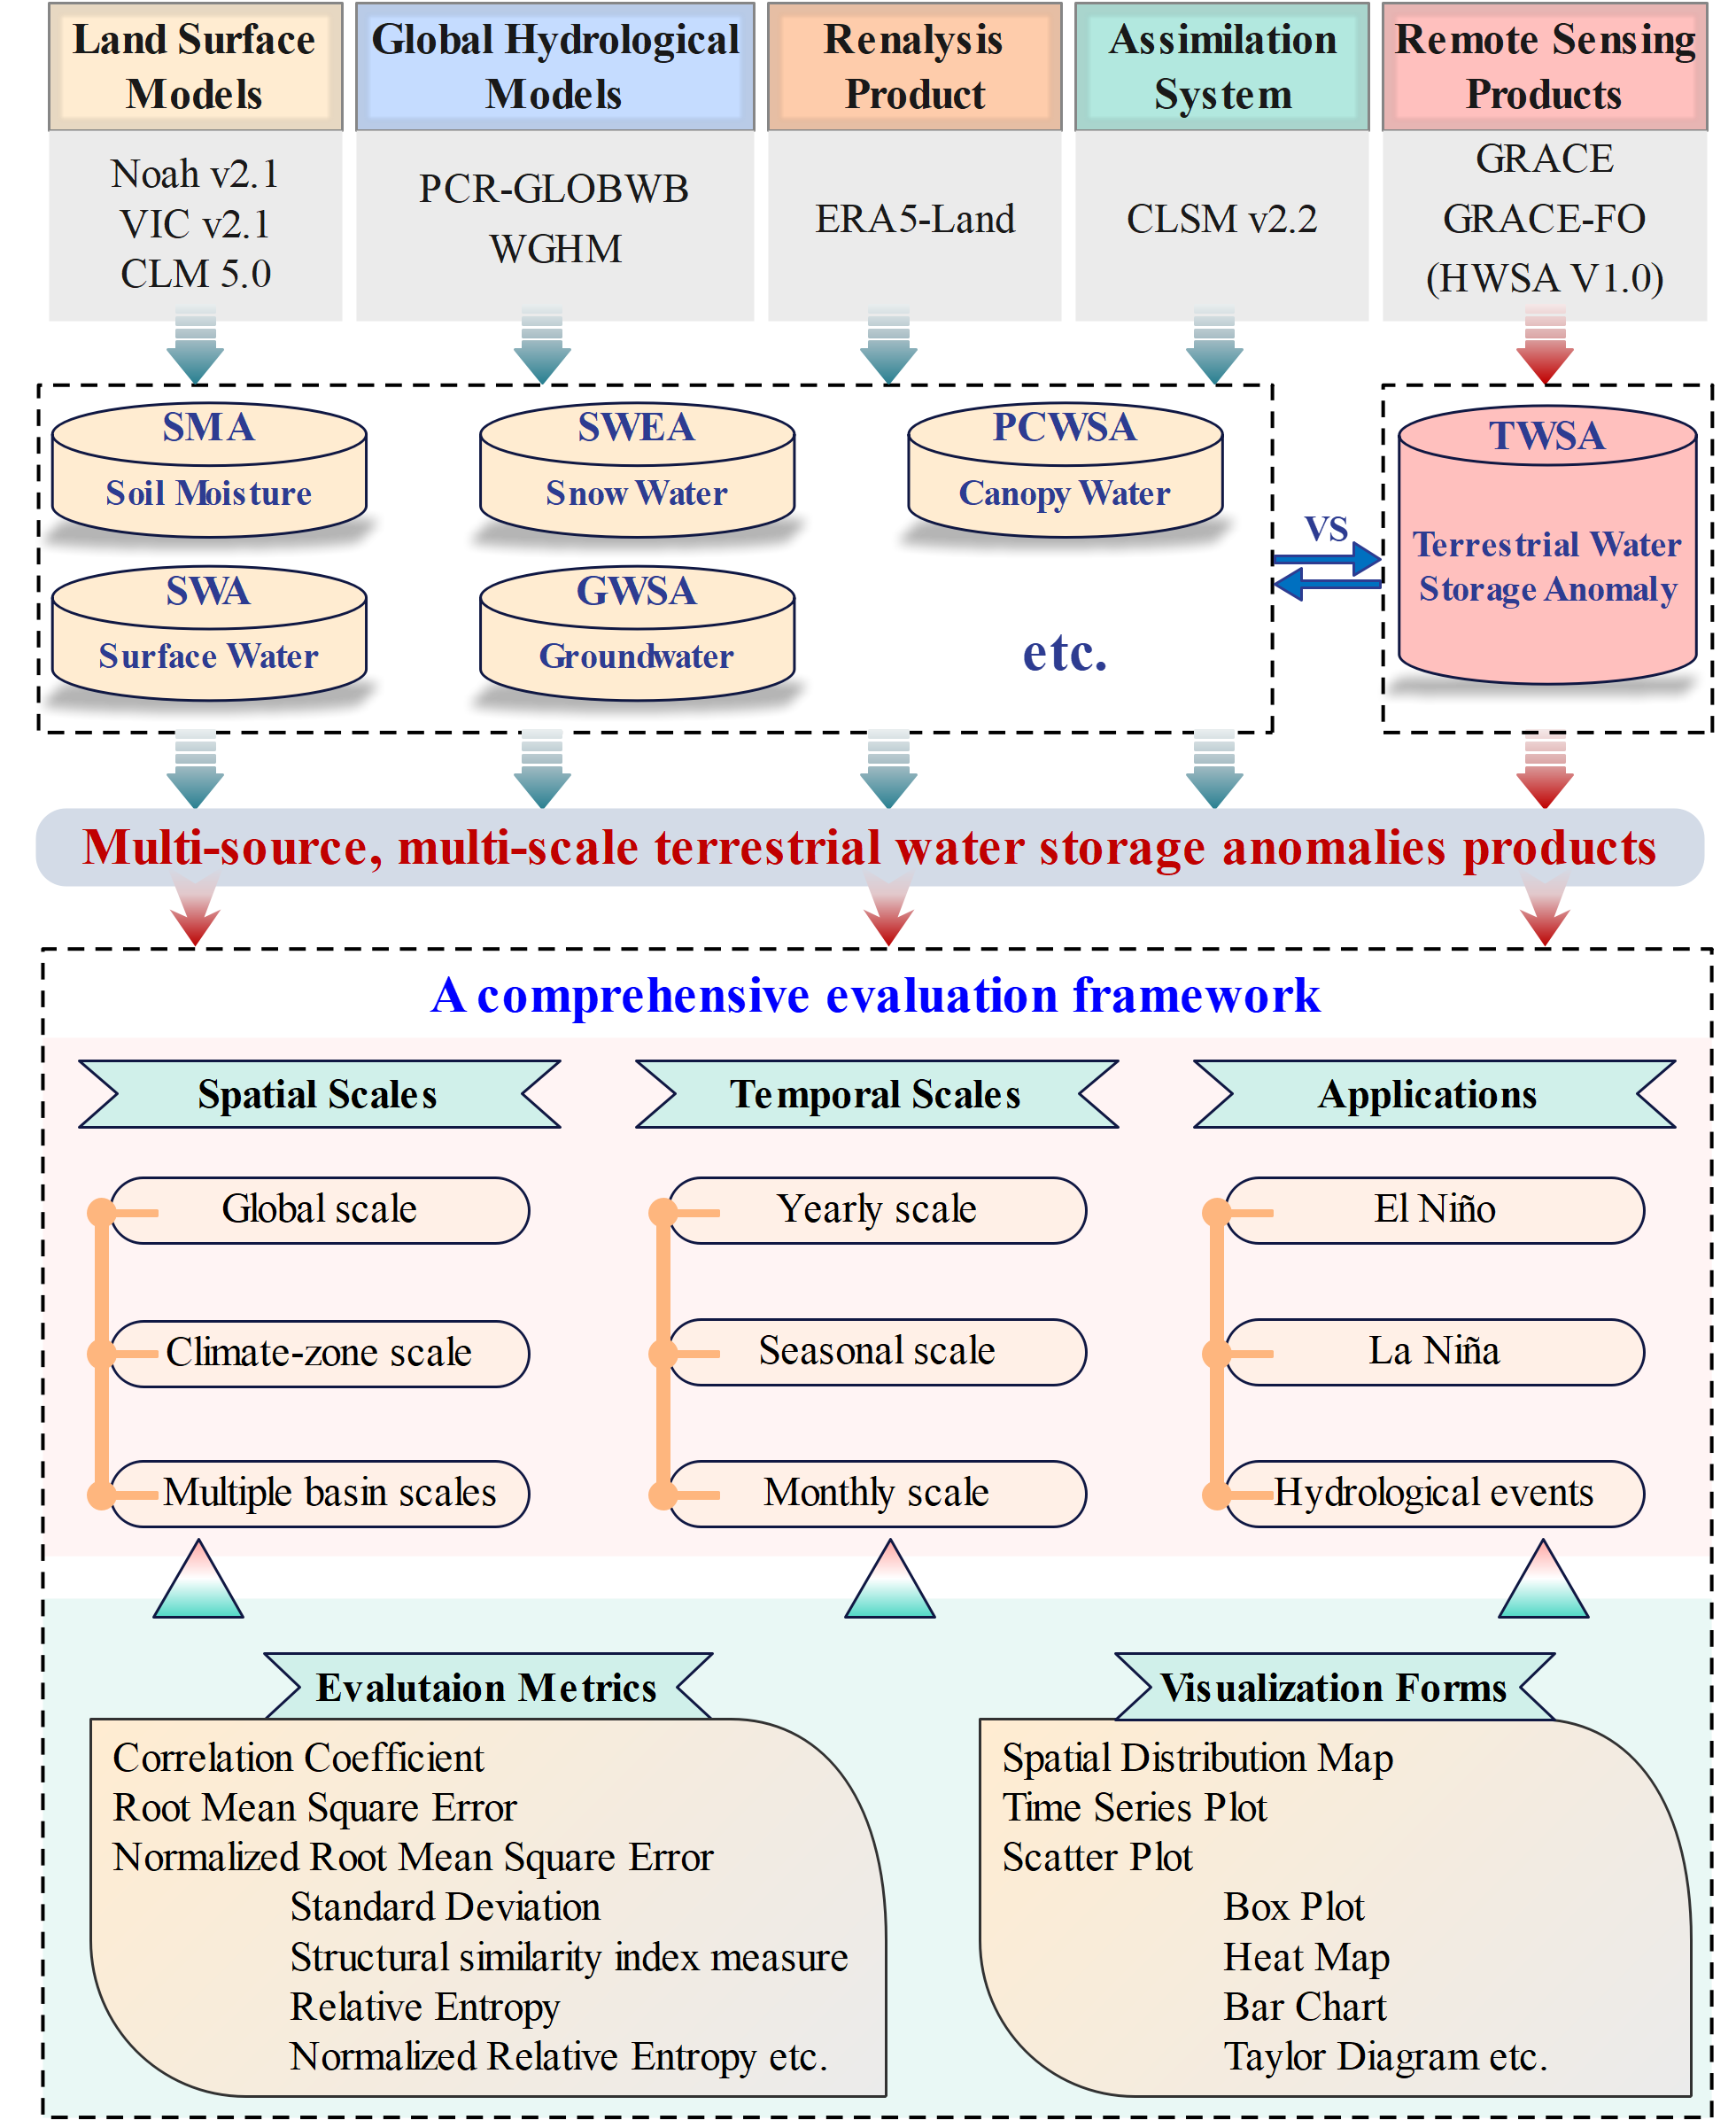 Land Surface
Models
Global Hydrological
Models
Renalysis
Product
Assimilation
System
Remote Sensing
Products
Noah v2.1
VIC v2.1
CLM 5.0
PCR-GLOBWB
WGHM
ERA5-Land
CLSM v2.2
GRACE
GRACE-FO
(HWSA V1.0)
SMA
Soil Moisture
SWEA
Snow Water
PCWSA
Canopy Water
SWA
Surface Water
GWSA
Groundwater
etc.
VS
TWSA
Terrestrial Water
Storage Anomaly
Multi-source, multi-scale terrestrial water storage anomalies products
A comprehensive evaluation framework
Spatial Scales
Global scale
Climate-zone scale
Multiple basin scales
Temporal Scales
Yearly scale
Seasonal scale
Monthly scale
Applications
El Niño
La Niña
Hydrological events
Evalutaion Metrics
Correlation Coefficient
Root Mean Square Error
Normalized Root Mean Square Error
Standard Deviation
Structural similarity index measure
Relative Entropy
Normalized Relative Entropy etc.
Visualization Forms
Spatial Distribution Map
Time Series Plot
Scatter Plot
Box Plot
Heat Map
Bar Chart
Taylor Diagram etc.